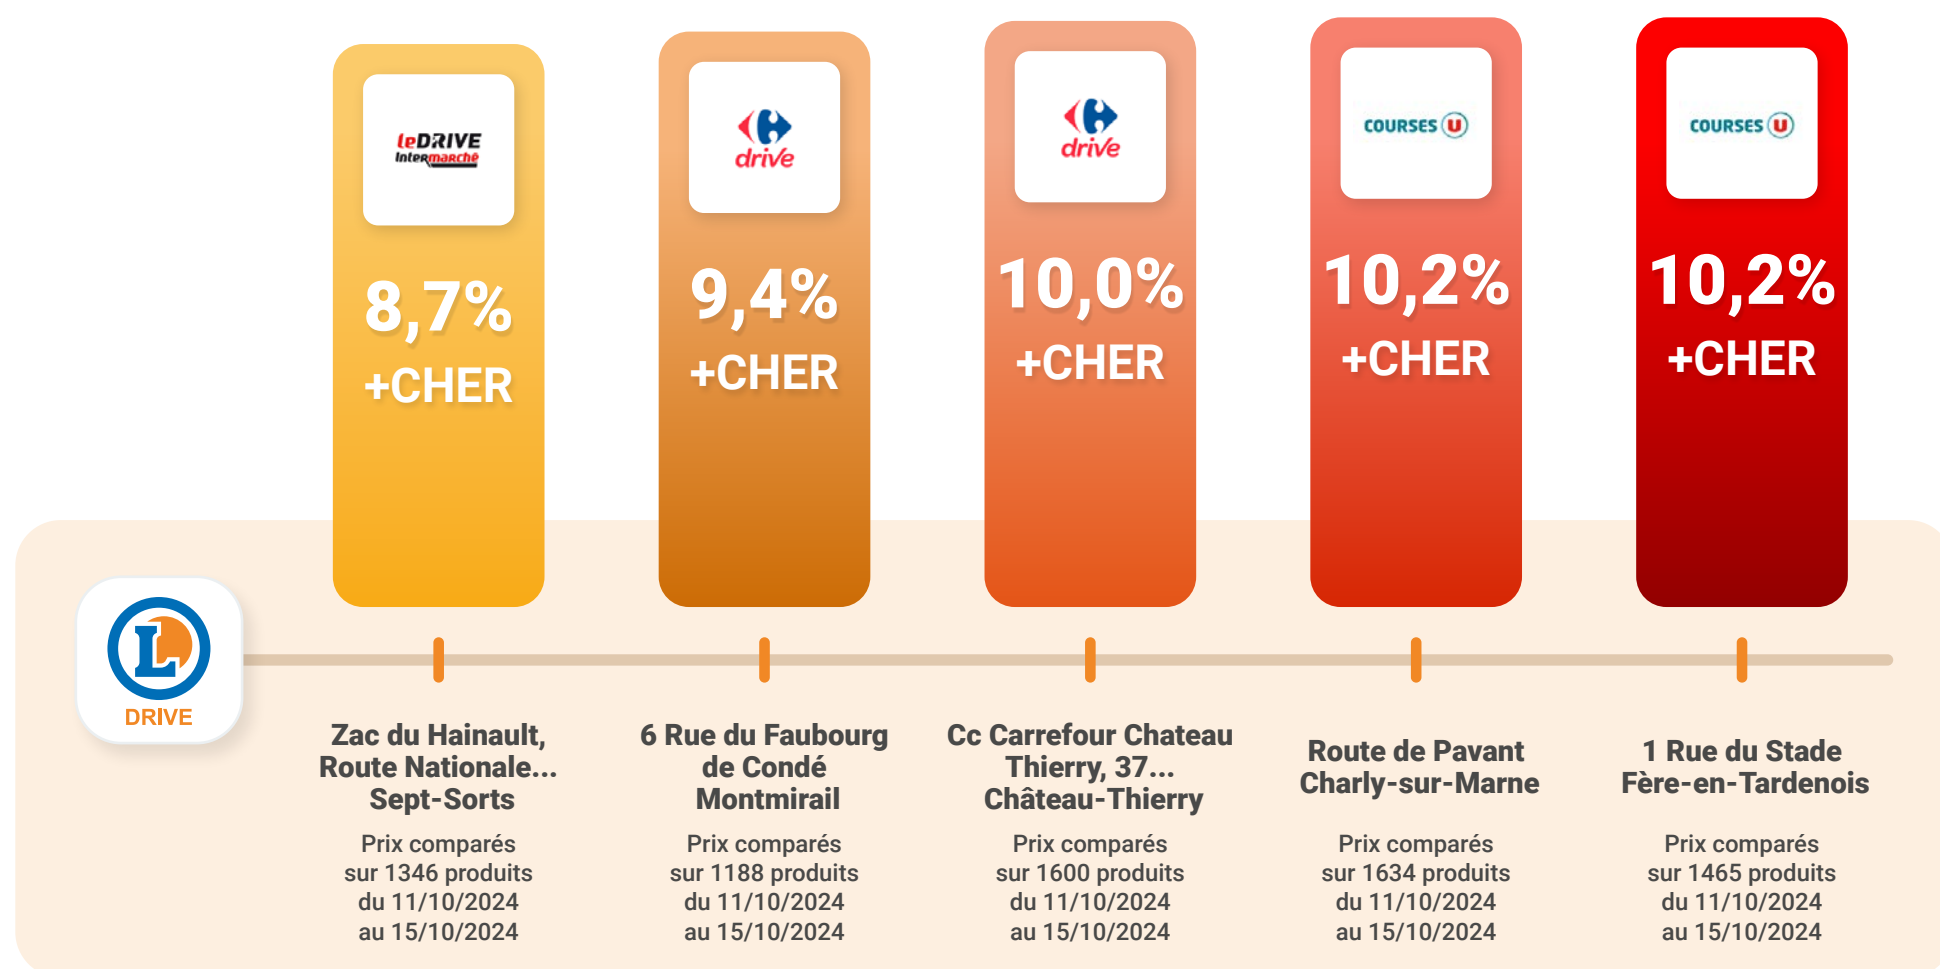 leDRIVE
Intermarché
8,7%
+CHER
drive
9,4%
+CHER
drive
10,0%
+CHER
COURSES U
10,2%
+CHER
COURSES U
10,2%
+CHER
L
DRIVE
Zac du Hainault,
Route Nationale...
Sept-Sorts
Prix comparés
sur 1346 produits
du 11/10/2024
au 15/10/2024
6 Rue du Faubourg
de Condé
Montmirail
Prix comparés
sur 1188 produits
du 11/10/2024
au 15/10/2024
Cc Carrefour Chateau
Thierry, 37...
Château-Thierry
Prix comparés
sur 1600 produits
du 11/10/2024
au 15/10/2024
Route de Pavant
Charly-sur-Marne
Prix comparés
sur 1634 produits
du 11/10/2024
au 15/10/2024
1 Rue du Stade
Fère-en-Tardenois
Prix comparés
sur 1465 produits
du 11/10/2024
au 15/10/2024